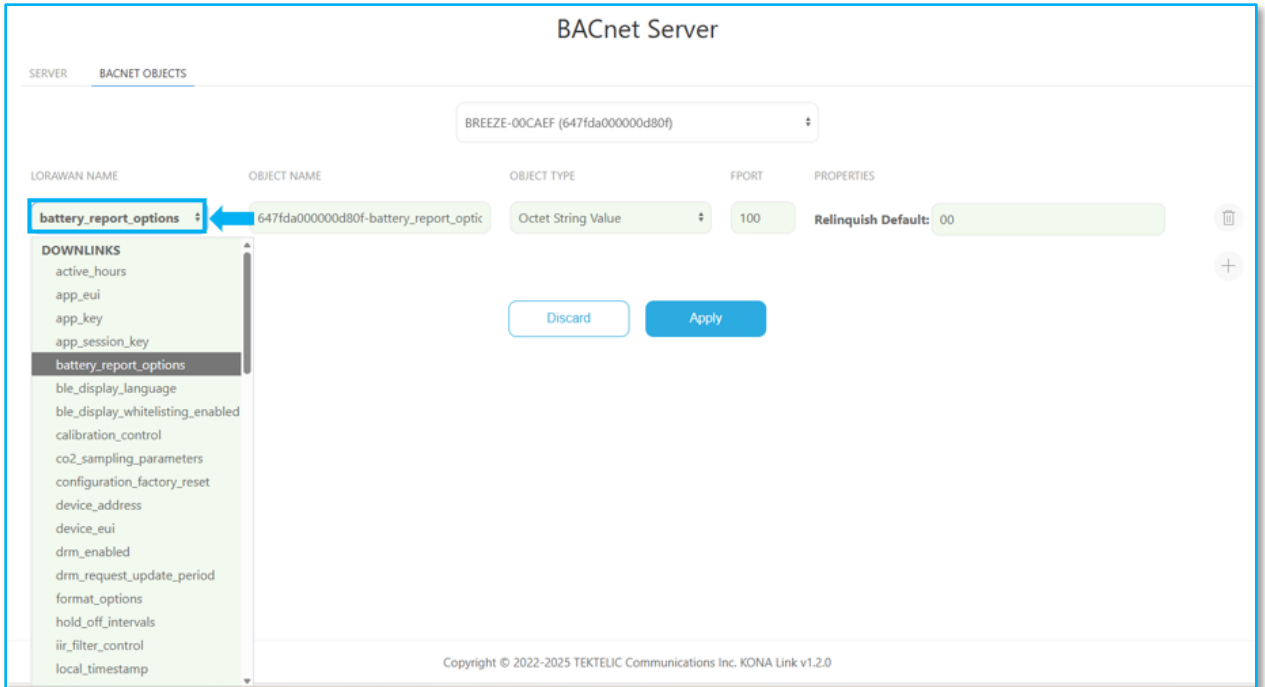 BACnet Server
SERVER BACNET OBJECTS
BREEZE-00CAEF (647fda000000d80f)
LORAWAN NAME OBJECT NAME OBJECT TYPE FPORT PROPERTIES
battery_report_options 647fda000000d80f-battery_report_optic Octet String Value 100 Relinquish Default: 00
DOWNLINKS
active_hours
app_eui
app_key
app_session_key
battery_report_options
ble_display_language
ble_display_whitelisting_enabled
calibration_control
co2_sampling_parameters
configuration_factory_reset
device_address
device_eui
drm_enabled
drm_request_update_period
format_options
hold_off_intervals
iir_filter_control
local_timestamp
Discard Apply
Copyright © 2022-2025 TEKTELIC Communications Inc. KONA Link v1.2.0